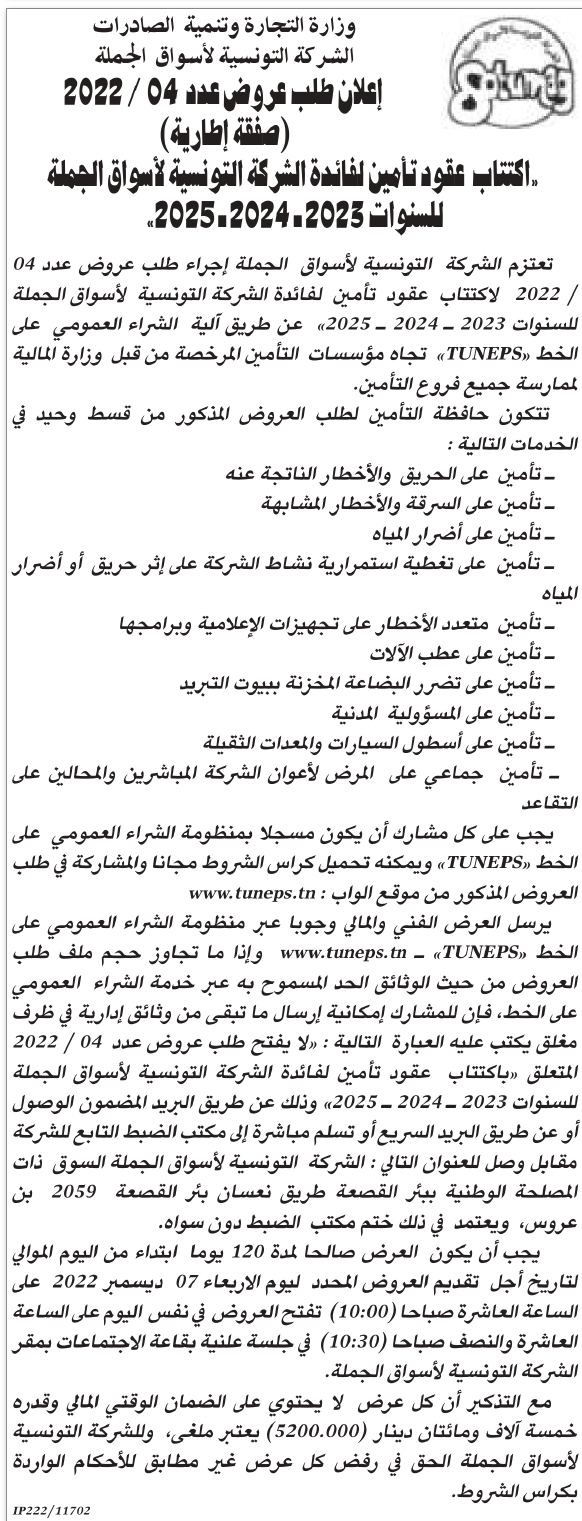 وزارة التجارة وتنمية الصادرات
الشركة التونسية لأسواق الجملة
إعلان طلب عروض عدد 04 / 2022
(صفقة إطارية)
«اكتتاب عقود تأمين لفائدة الشركة التونسية لأسواق الجملة
للسنوات 2023 ـ 2024 ـ 2025»
تعتزم الشركة التونسية لأسواق الجملة إجراء طلب عروض عدد 04
/ 2022 لاكتتاب عقود تأمين لفائدة الشركة التونسية لأسواق الجملة
للسنوات 2023 ــ 2024 ــ 2025» عن طريق آلية الشراء العمومي على
الخط «TUNEPS» تجاه مؤسسات التأمين المرخصة من قبل وزارة المالية
لممارسة جميع فروع التأمين.
تتكون حافظة التأمين لطلب العروض المذكور من قسط وحيد في
الخدمات التالية :
ــ تأمين على الحريق والأخطار الناتجة عنه
ــ تأمين على السرقة والأخطار المشابهة
ــ تأمين على أضرار المياه
ــ تأمين على تغطية استمرارية نشاط الشركة على إثر حريق أو أضرار
المياه
ــ تأمين متعدد الأخطار على تجهيزات الإعلامية وبرامجها
ــ تأمين على عطب الآلات
ــ تأمين على تضرر البضاعة المخزنة ببيوت التبريد
ــ تأمين على المسؤولية المدنية
ــ تأمين على أسطول السيارات والمعدات الثقيلة
ــ تأمين جماعي على المرض لأعوان الشركة المباشرين والمحالين على
التقاعد
يجب على كل مشارك أن يكون مسجلا بمنظومة الشراء العمومي على
الخط «TUNEPS» ويمكنه تحميل كراس الشروط مجانا والمشاركة في طلب
العروض المذكور من موقع الواب : www.tuneps.tn
يرسل العرض الفني والمالي وجوبا عبر منظومة الشراء العمومي على
الخط «TUNEPS» ــ www.tuneps.tn وإذا ما تجاوز حجم ملف طلب
العروض من حيث الوثائق الحد المسموح به عبر خدمة الشراء العمومي
على الخط، فإن للمشارك إمكانية إرسال ما تبقى من وثائق إدارية في ظرف
مغلق يكتب عليه العبارة التالية : «لا يفتح طلب عروض عدد 04 / 2022
المتعلق «باكتتاب عقود تأمين لفائدة الشركة التونسية لأسواق الجملة
للسنوات 2023 ــ 2024 ــ 2025» وذلك عن طريق البريد المضمون الوصول
أو عن طريق البريد السريع أو تسلم مباشرة إلى مكتب الضبط التابع للشركة
مقابل وصل للعنوان التالي : الشركة التونسية لأسواق الجملة السوق ذات
المصلحة الوطنية ببئر القصعة طريق نعسان بئر القصعة 2059 بن
عروس، ويعتمد في ذلك ختم مكتب الضبط دون سواه.
يجب أن يكون العرض صالحا لمدة 120 يوما ابتداء من اليوم الموالي
لتاريخ أجل تقديم العروض المحدد ليوم الاربعاء 07 ديسمبر 2022 على
الساعة العاشرة صباحا (10:00) تفتح العروض في نفس اليوم على الساعة
العاشرة والنصف صباحا (10:30) في جلسة علنية بقاعة الاجتماعات بمقر
الشركة التونسية لأسواق الجملة.
مع التذكير أن كل عرض لا يحتوي على الضمان الوقتي المالي وقدره
خمسة آلاف ومائتان دينار (5200.000) يعتبر ملغى، وللشركة التونسية
لأسواق الجملة الحق في رفض كل عرض غير مطابق للأحكام الواردة
بكراس الشروط.
IP222/11702